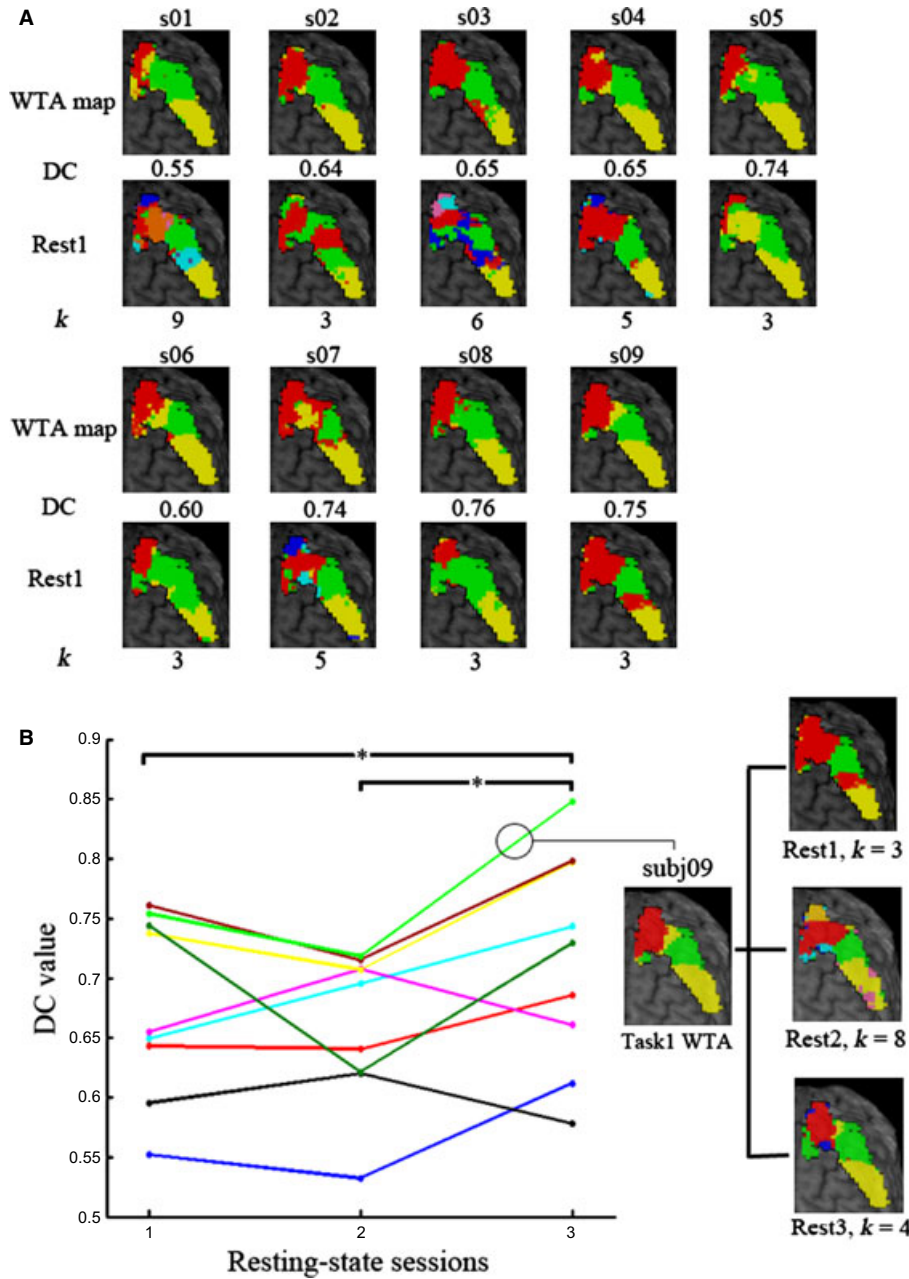 A
s01 s02 s03 s04 s05
WTA map
DC 0.55 0.64 0.65 0.65 0.74
Rest1
k 9 3 6 5 3
s06 s07 s08 s09
WTA map
DC 0.60 0.74 0.76 0.75
Rest1
k 3 5 3 3
B
0.9
0.85
0.8
0.75
0.7
0.65
0.6
0.55
0.5
DC value
1 2 3
Resting-state sessions
*
*
subj09
Task1 WTA
Rest1, k = 3
Rest2, k = 8
Rest3, k = 4